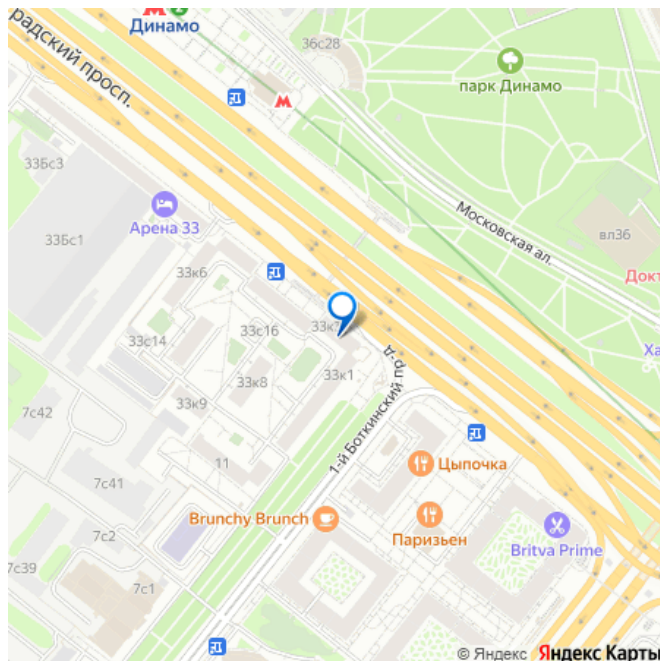 Динамо
36с28
радский просп.
парк Динамо
33Бс3
Арена 33
33Бс1
Московская ал.
вл36
Докт
33к6
33к7
33с16
33с14
Ха
33к1
33к8
33к9
1-й Боткинский пр-д
7с42
11
Цыпочка
7с41
Brunchy Brunch
Паризьен
Britva Prime
7с2
7с39
7с1
© Яндекс Яндекс Карты